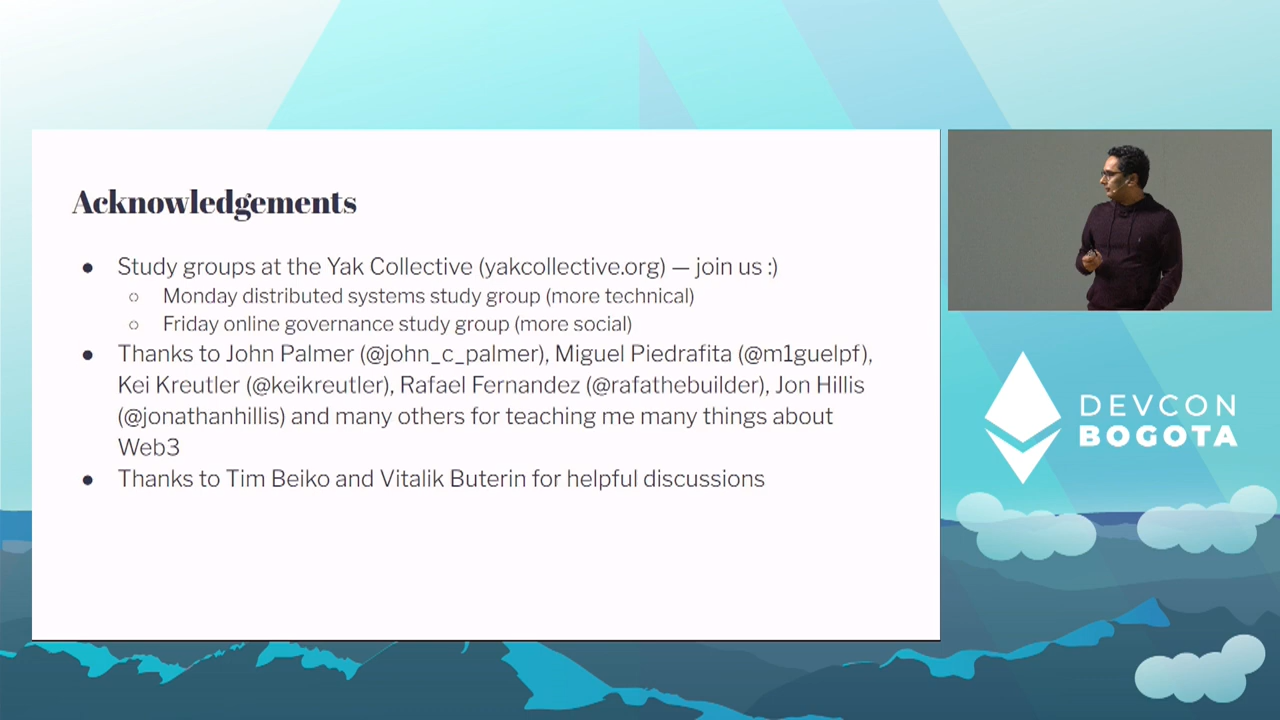 Acknowledgements
● Study groups at the Yak Collective (yakcollective.org) — join us :)
○ Monday distributed systems study group (more technical)
○ Friday online governance study group (more social)
● Thanks to John Palmer (@john_c_palmer), Miguel Piedrafita (@m1guelpf),
Kei Kreutler (@keikreutler), Rafael Fernandez (@rafathebuilder), Jon Hillis
(@jonathanhillis) and many others for teaching me many things about
Web3
● Thanks to Tim Beiko and Vitalik Buterin for helpful discussions
DEVCON
BOGOTA